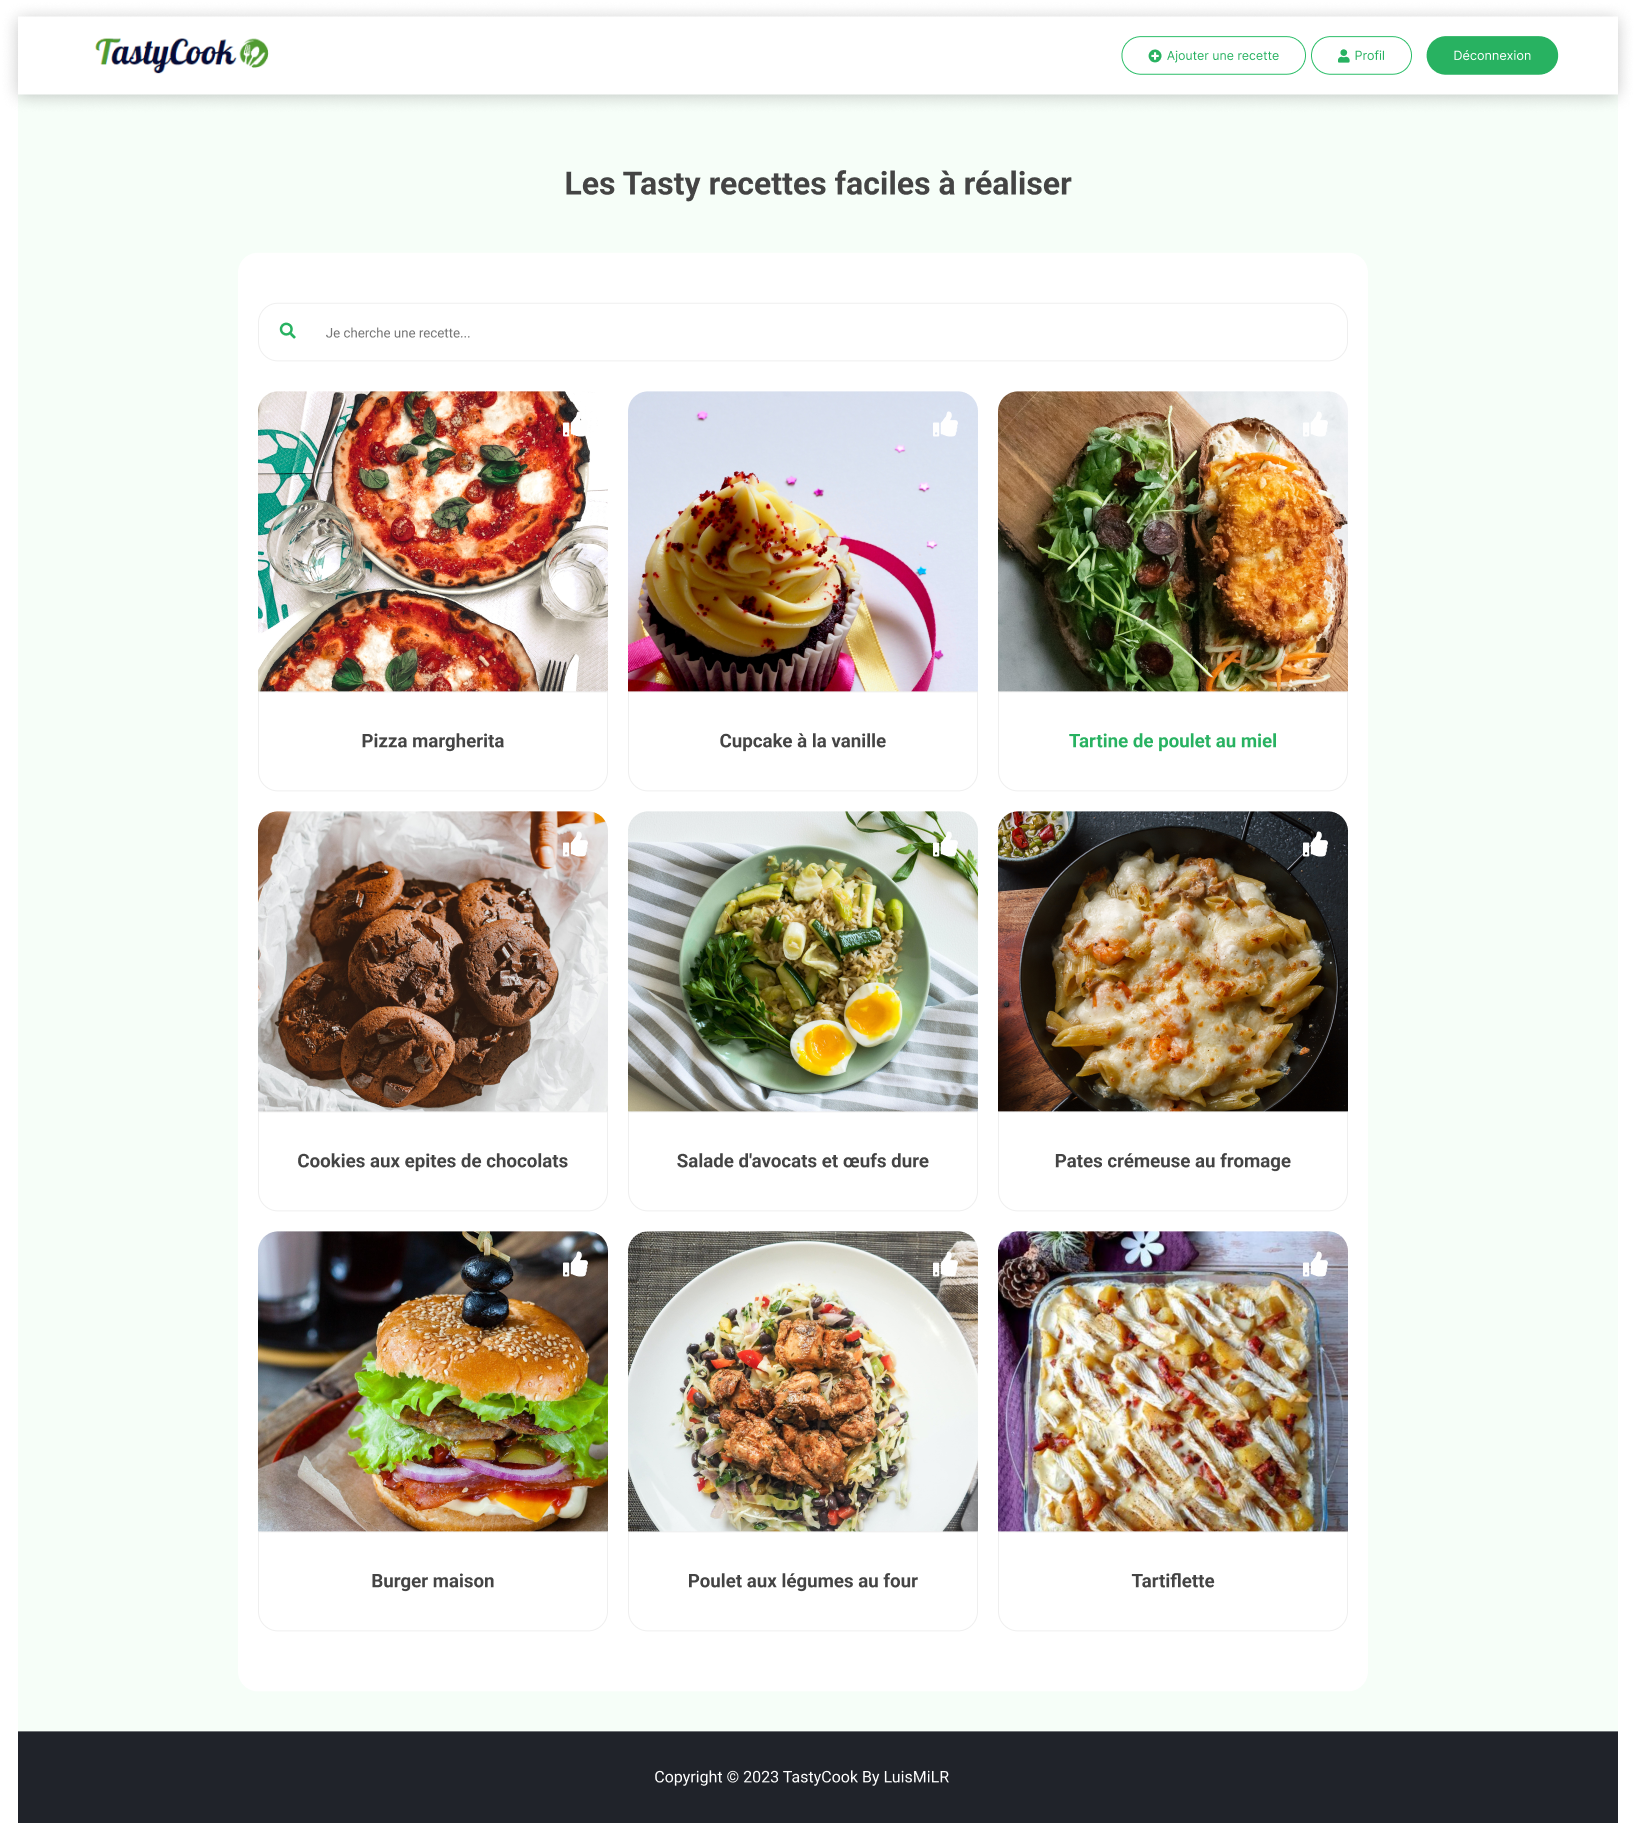 TastyCook
Ajouter une recette
Profil
Déconnexion
Les Tasty recettes faciles à réaliser
Je cherche une recette...
Pizza margherita
Cupcake à la vanille
Tartine de poulet au miel
Cookies aux epites de chocolats
Salade d'avocats et œufs dure
Pates crémeuse au fromage
Burger maison
Poulet aux légumes au four
Tartiflette
Copyright © 2023 TastyCook By LuisMiLR